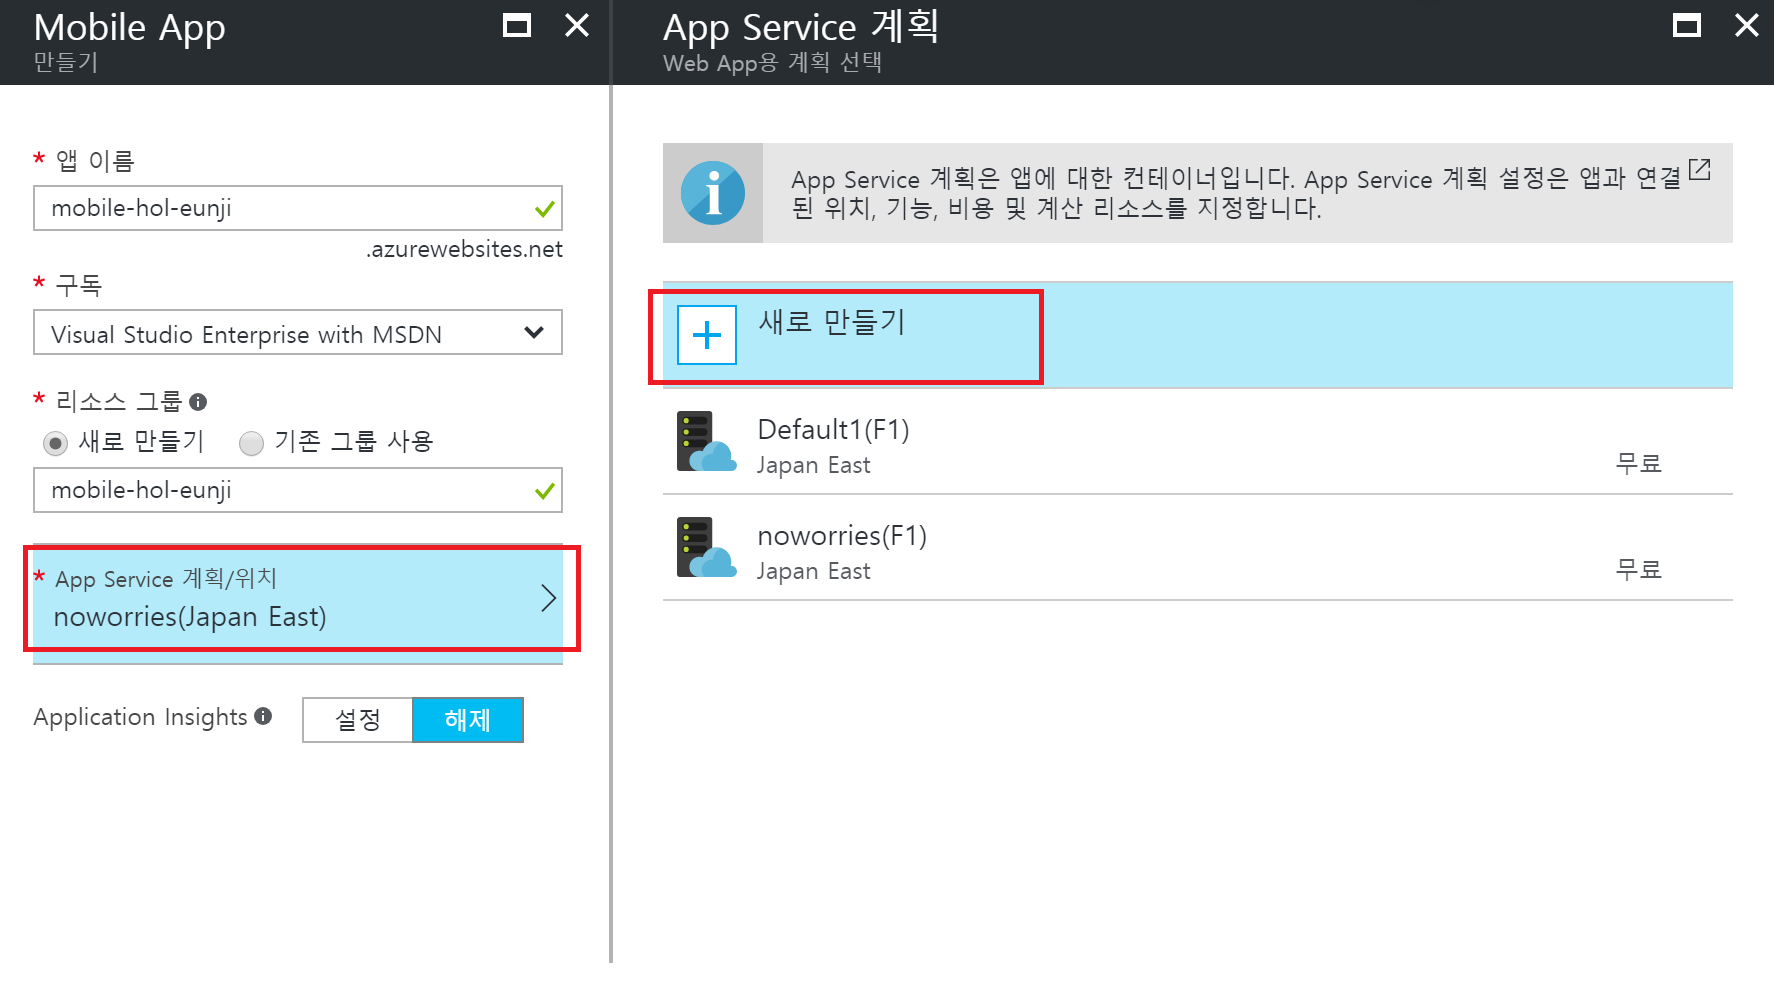 Mobile App
만들기
* 앱 이름
mobile-hol-eunji
.azurewebsites.net
* 구독
Visual Studio Enterprise with MSDN
* 리소스 그룹
새로 만들기 기존 그룹 사용
mobile-hol-eunji
* App Service 계획/위치
noworries(Japan East)
Application Insights 설정 해제
App Service 계획
Web App용 계획 선택
App Service 계획은 앱에 대한 컨테이너입니다. App Service 계획 설정은 앱과 연결
된 위치, 기능, 비용 및 계산 리소스를 지정합니다.
새로 만들기
Default1(F1)
Japan East 무료
noworries(F1)
Japan East 무료